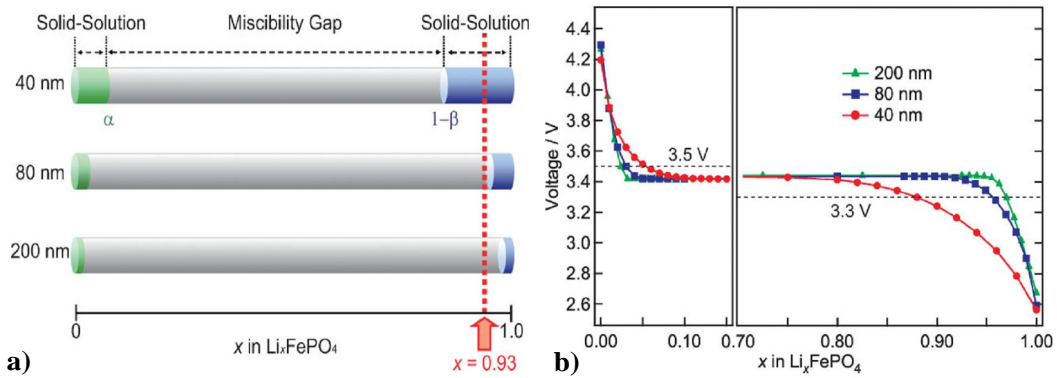 Solid-Solution Miscibility Gap Solid-Solution
40 nm
α 1–β
80 nm
200 nm
0 1.0
x in LiₓFePO₄
x = 0.93
a)
Voltage / V
4.4
4.2
4.0
3.8
3.6
3.4
3.2
3.0
2.8
2.6
3.5 V
200 nm
80 nm
40 nm
3.3 V
0.00 0.05 0.10 0.150.70 0.80 0.90 1.00
x in LiₓFePO₄
b)